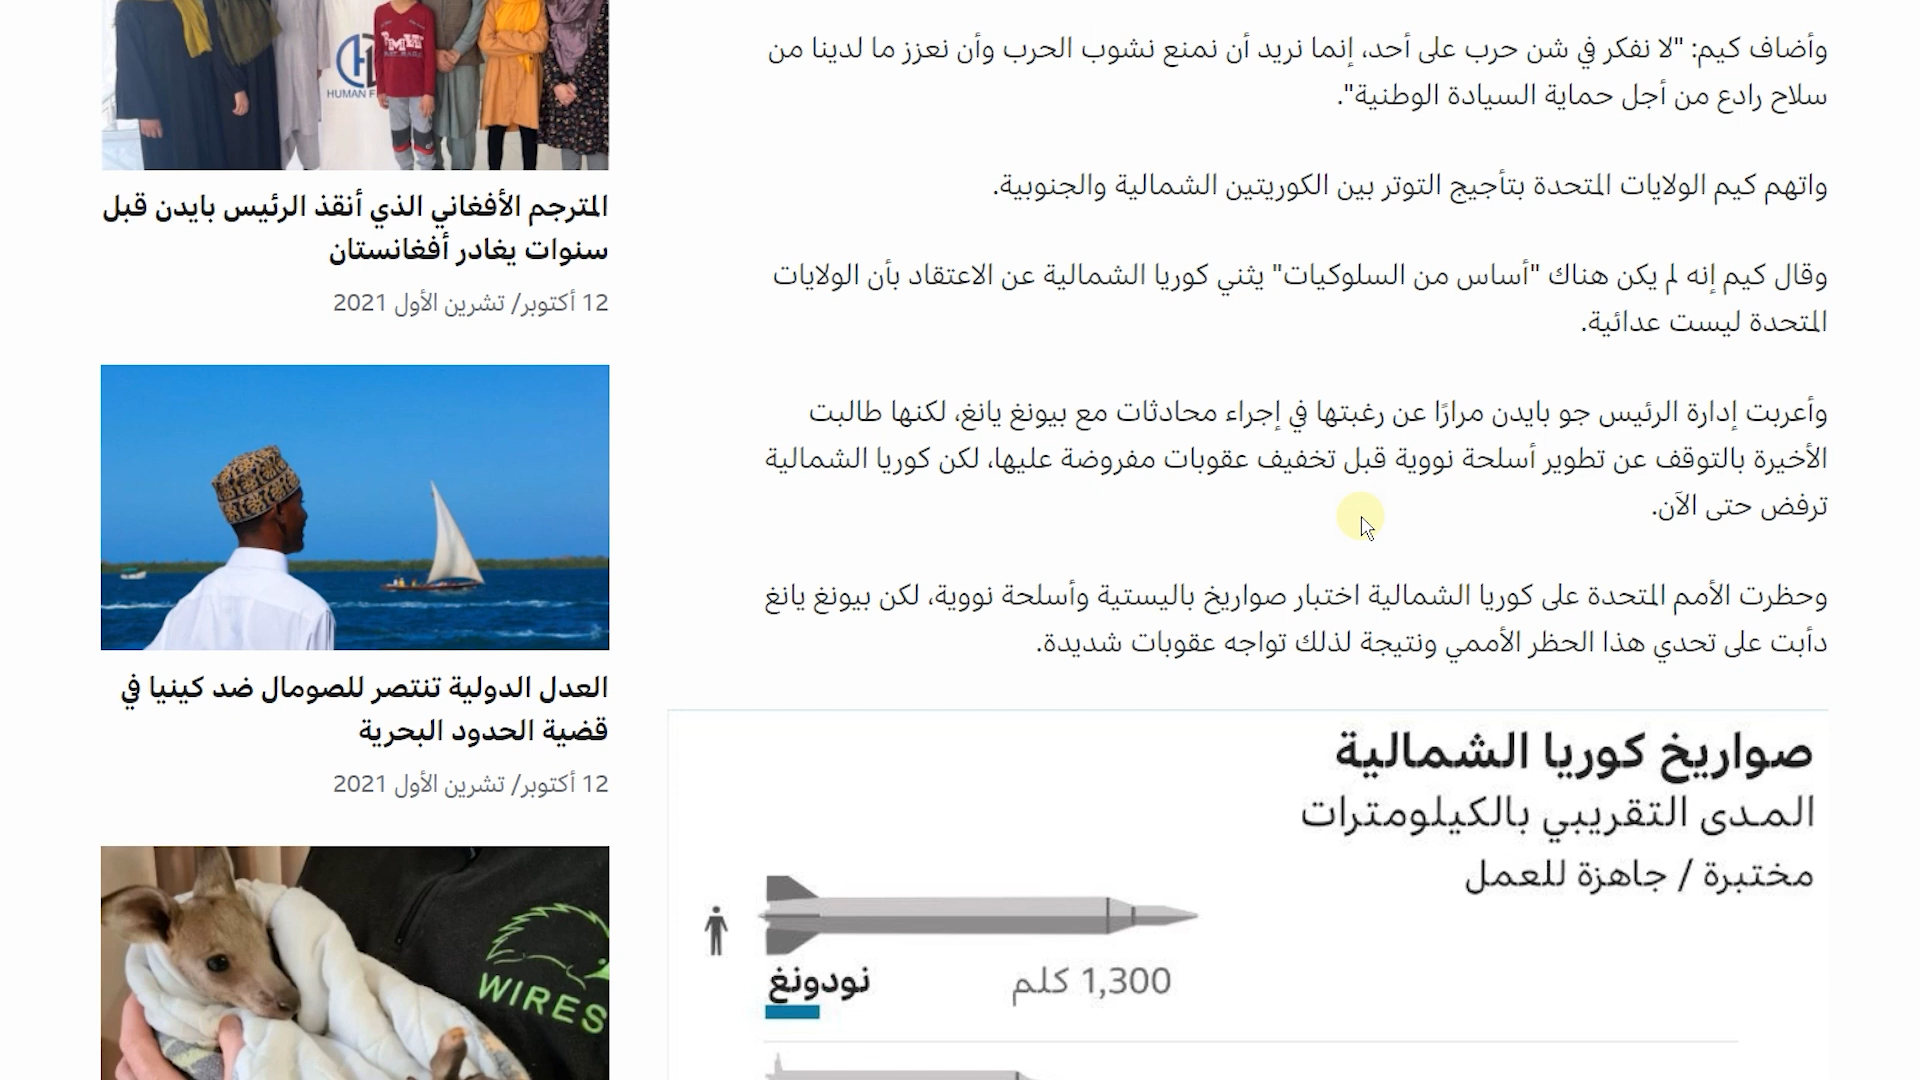 وأضاف كيم: "لا نفكر في شن حرب على أحد، إنما نريد أن نمنع نشوب الحرب وأن نعزز ما لدينا من
سلاح رادع من أجل حماية السيادة الوطنية".
واتهم كيم الولايات المتحدة بتأجيج التوتر بين الكوريتين الشمالية والجنوبية.
وقال كيم إنه لم يكن هناك "أساس من السلوكيات" يثني كوريا الشمالية عن الاعتقاد بأن الولايات
المتحدة ليست عدائية.
وأعربت إدارة الرئيس جو بايدن مرارًا عن رغبتها في إجراء محادثات مع بيونغ يانغ، لكنها طالبت
الأخيرة بالتوقف عن تطوير أسلحة نووية قبل تخفيف عقوبات مفروضة عليها، لكن كوريا الشمالية
ترفض حتى الآن.
وحظرت الأمم المتحدة على كوريا الشمالية اختبار صواريخ باليستية وأسلحة نووية، لكن بيونغ يانغ
دأبت على تحدي هذا الحظر الأممي ونتيجة لذلك تواجه عقوبات شديدة.
صواريخ كوريا الشمالية
المدى التقريبي بالكيلومترات
مختبرة / جاهزة للعمل
نودونغ
1,300 كلم
HUMAN
المترجم الأفغاني الذي أنقذ الرئيس بايدن قبل
سنوات يغادر أفغانستان
12 أكتوبر/ تشرين الأول 2021
العدل الدولية تنتصر للصومال ضد كينيا في
قضية الحدود البحرية
12 أكتوبر/ تشرين الأول 2021
WIRES